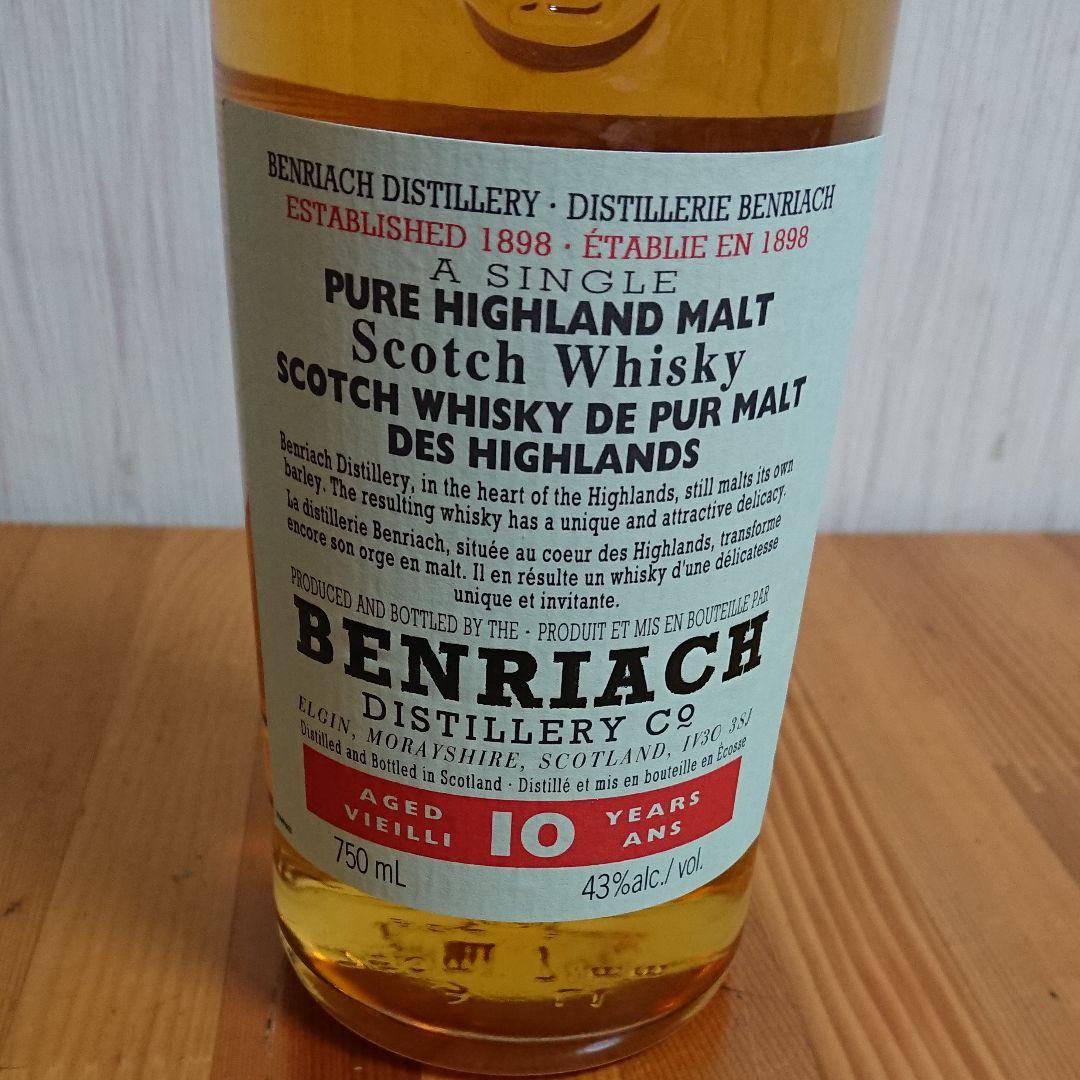 BENRIACH DISTILLERY · DISTILLERIE BENRIACH
ESTABLISHED 1898 · ÉTABLIE EN 1898
A SINGLE
PURE HIGHLAND MALT
Scotch Whisky
SCOTCH WHISKY DE PUR MALT
DES HIGHLANDS
Benriach Distillery, in the heart of the Highlands, still malts its own
barley. The resulting whisky has a unique and attractive delicacy.
La distillerie Benriach, située au coeur des Highlands, transforme
encore son orge en malt. Il en résulte un whisky d'une délicatesse
unique et invitante.
PRODUCED AND BOTTLED BY THE · PRODUIT ET MIS EN BOUTEILLE PAR
BENRIACH
DISTILLERY Cº
ELGIN, MORAYSHIRE, SCOTLAND, IV30 3SJ
Distilled and Bottled in Scotland · Distillé et mis en bouteille en Écosse
AGED 10 YEARS
VIEILLI ANS
750 mL 43%alc./vol.